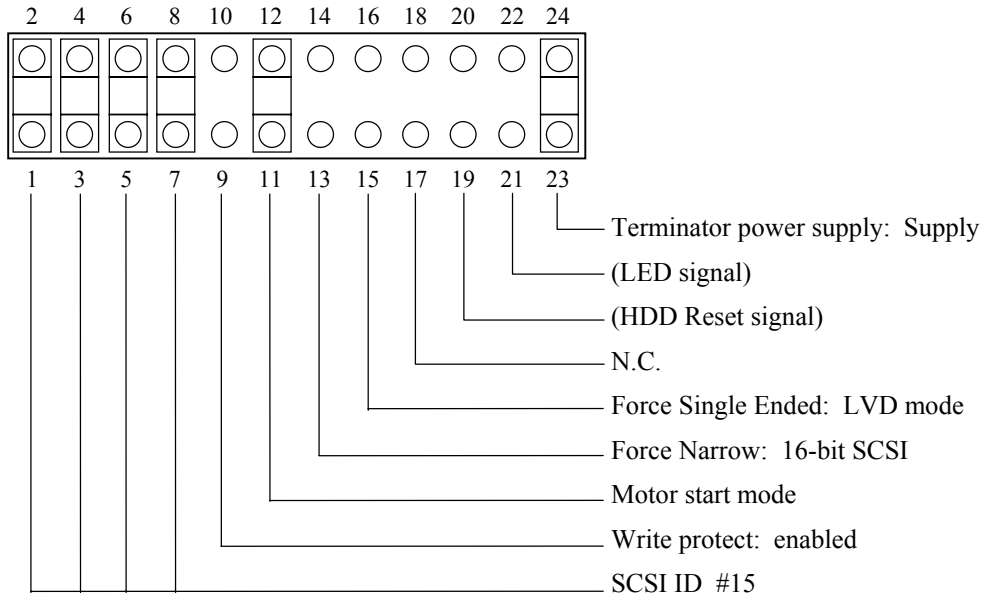 2 4 6 8 10 12 14 16 18 20 22 24
1 3 5 7 9 11 13 15 17 19 21 23
Terminator power supply: Supply
(LED signal)
(HDD Reset signal)
N.C.
Force Single Ended: LVD mode
Force Narrow: 16-bit SCSI
Motor start mode
Write protect: enabled
SCSI ID #15